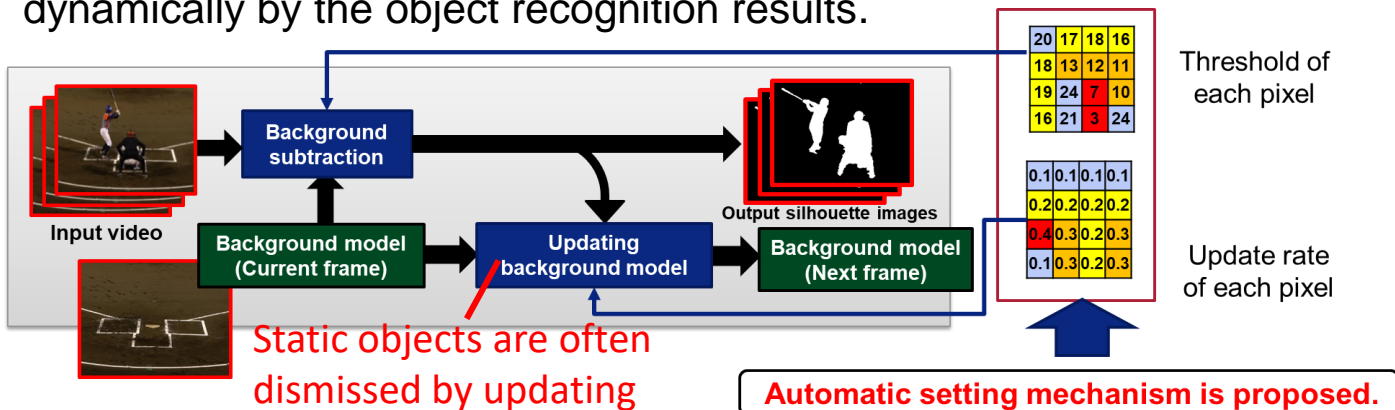 dynamically by the object recognition results.
20 17 18 16
18 13 12 11
19 24 7 10
16 21 3 24
Threshold of
each pixel
Background
subtraction
Input video
Output silhouette images
0.1 0.1 0.1 0.1
0.2 0.2 0.2 0.2
0.4 0.3 0.2 0.3
0.1 0.3 0.2 0.3
Update rate
of each pixel
Background model
(Current frame)
Updating
background model
Background model
(Next frame)
Static objects are often
dismissed by updating
Automatic setting mechanism is proposed.